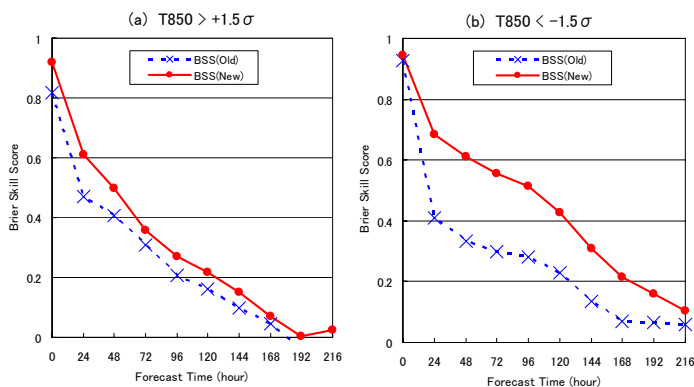 (a) T850 > +1.5σ
BSS(Old)
BSS(New)
Brier Skill Score
1
0.8
0.6
0.4
0.2
0
0 24 48 72 96 120 144 168 192 216
Forecast Time (hour)
(b) T850 < −1.5σ
BSS(Old)
BSS(New)
Brier Skill Score
1
0.8
0.6
0.4
0.2
0
0 24 48 72 96 120 144 168 192 216
Forecast Time (hour)